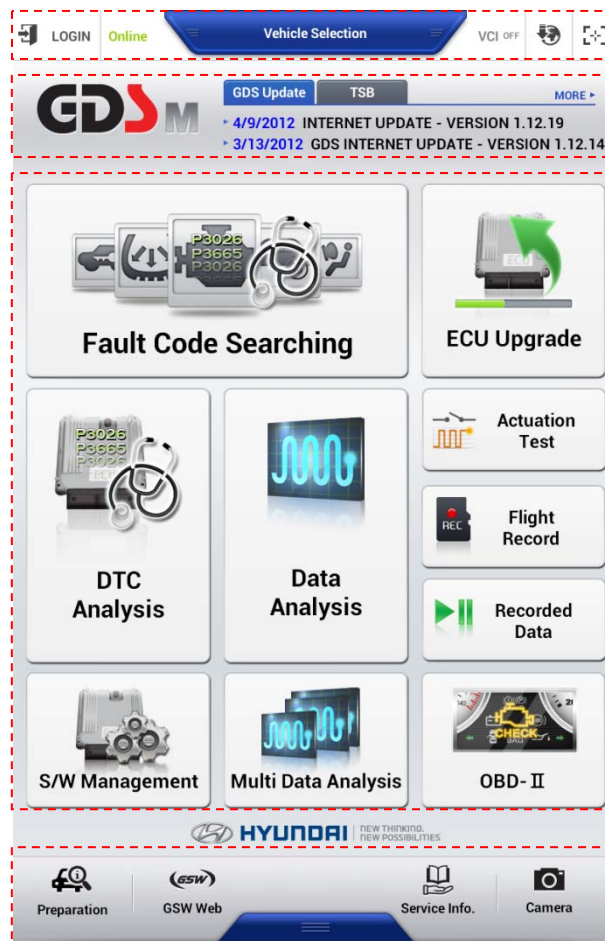 LOGIN Online Vehicle Selection VCI OFF
GDS M
GDS Update TSB MORE
4/9/2012 INTERNET UPDATE - VERSION 1.12.19
3/13/2012 GDS INTERNET UPDATE - VERSION 1.12.14
P3026
P3665
P3026
Fault Code Searching
ECU
ECU Upgrade
P3026
P3665
P3026
ECU
DTC
Analysis
Data
Analysis
Actuation
Test
REC
Flight
Record
Recorded
Data
S/W Management
Multi Data Analysis
CHECK
OBD-Ⅱ
HYUNDAI
NEW THINKING.
NEW POSSIBILITIES.
Preparation
GSW
GSW Web
Service Info.
Camera